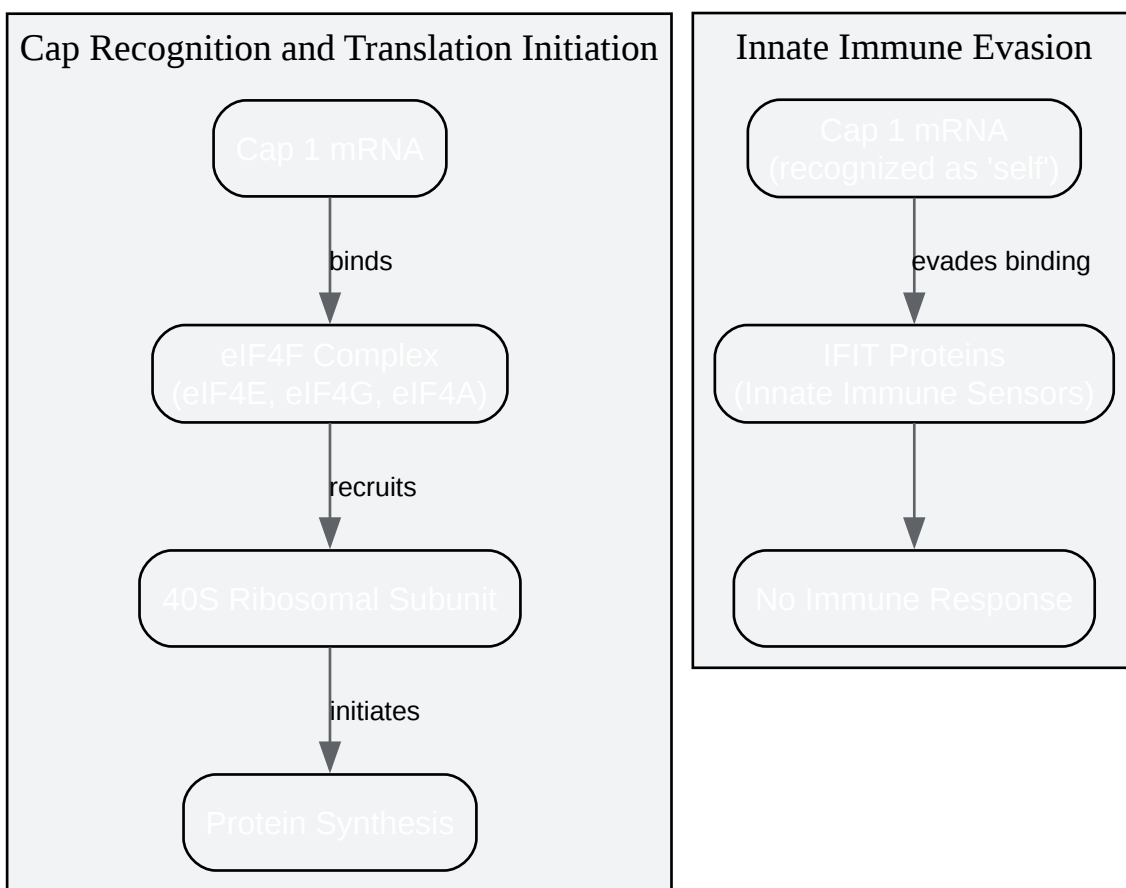 Cap Recognition and Translation Initiation
Cap 1 mRNA
binds
eIF4F Complex
(eIF4E, eIF4G, eIF4A)
recruits
40S Ribosomal Subunit
initiates
Protein Synthesis
Innate Immune Evasion
Cap 1 mRNA
(recognized as 'self')
evades binding
IFIT Proteins
(Innate Immune Sensors)
No Immune Response